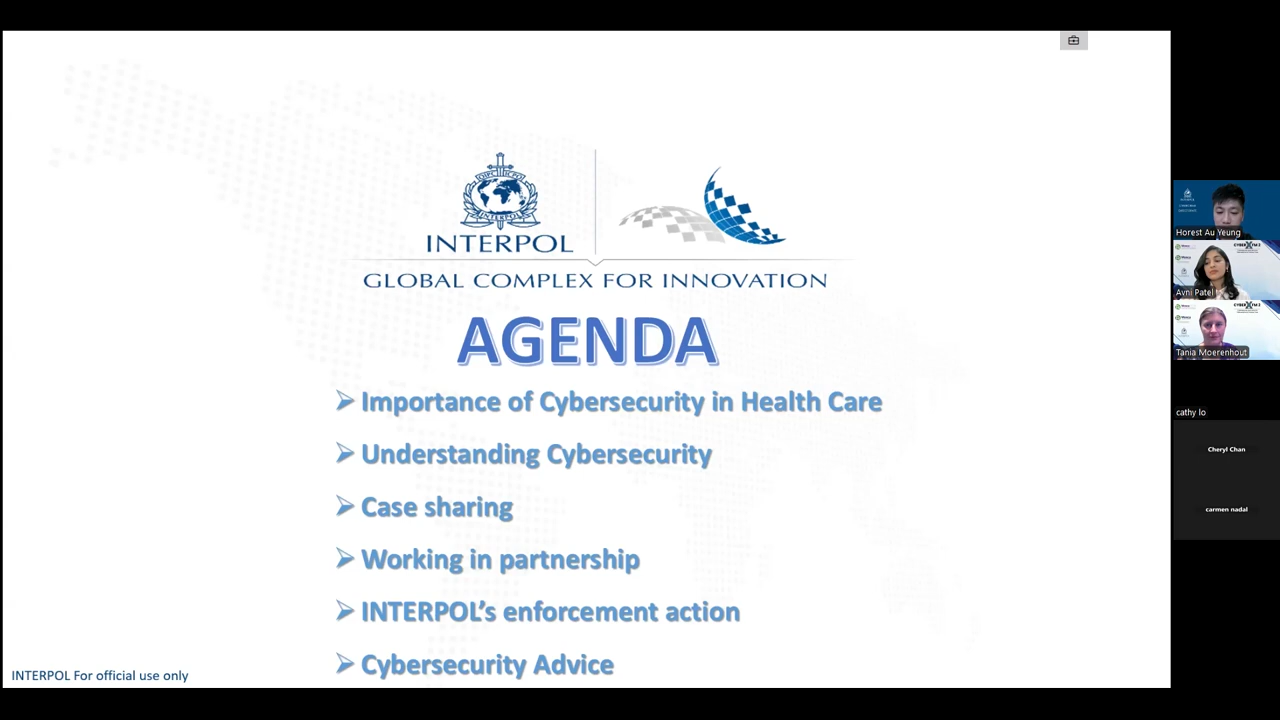 INTERPOL
GLOBAL COMPLEX FOR INNOVATION
AGENDA
Importance of Cybersecurity in Health Care
Understanding Cybersecurity
Case sharing
Working in partnership
INTERPOL's enforcement action
Cybersecurity Advice
INTERPOL For official use only
Horest Au Yeung
Avni Patel
Tania Moerenhout
cathy lo
Cheryl Chan
carmen nadal